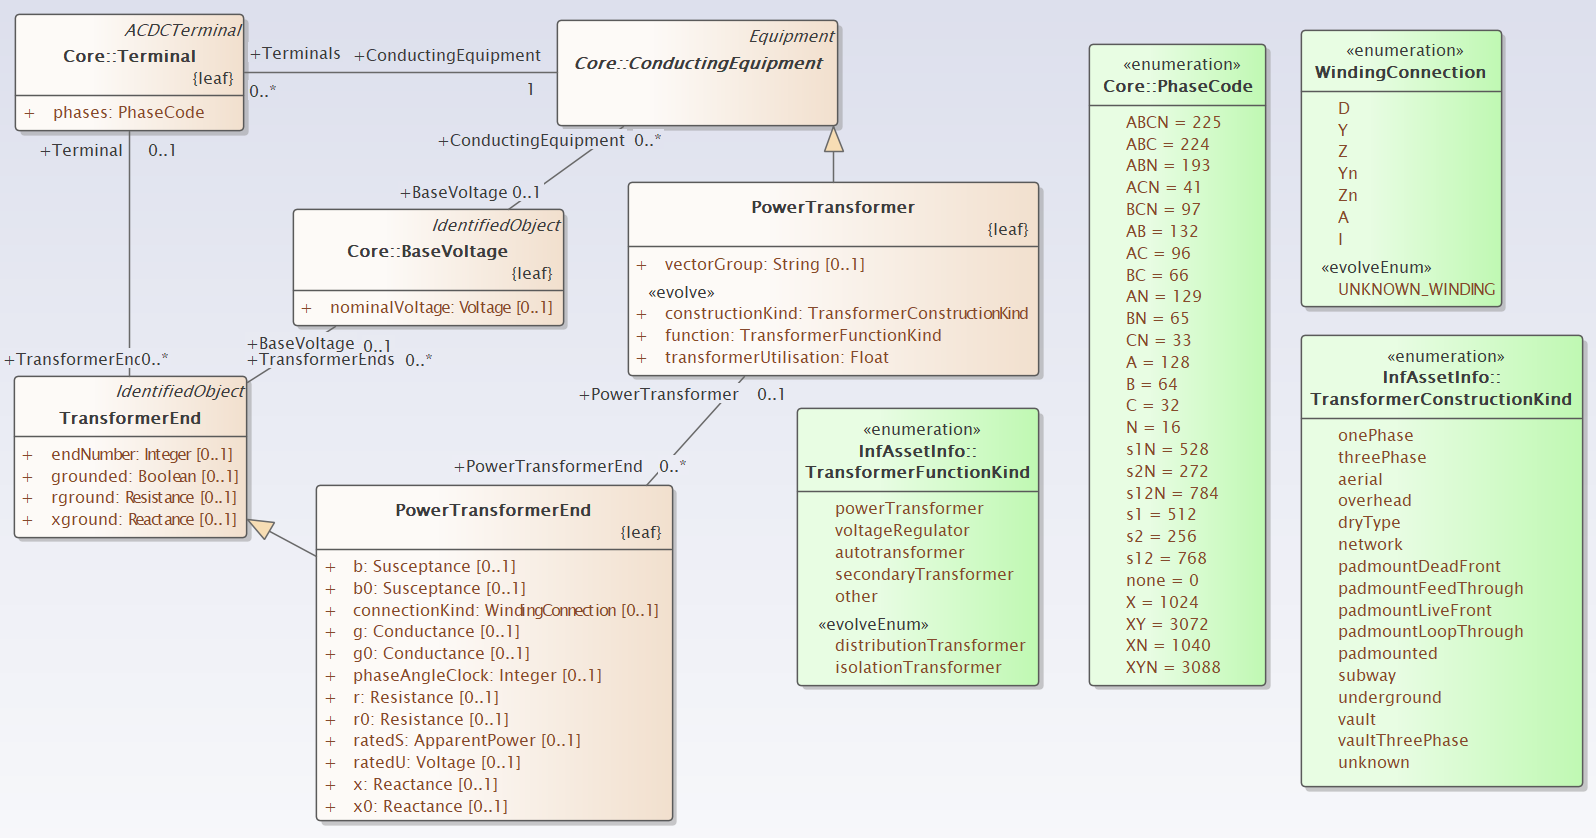 ACDCTerminal
Core::Terminal
{leaf}
+ phases: PhaseCode
+Terminals
0..*
+ConductingEquipment
1
Equipment
Core::ConductingEquipment
+Terminal 0..1
+ConductingEquipment 0..*
+BaseVoltage 0..1
IdentifiedObject
Core::BaseVoltage
{leaf}
+ nominalVoltage: Voltage [0..1]
+BaseVoltage 0..1
+TransformerEnds 0..*
+TransformerEnd 0..*
IdentifiedObject
TransformerEnd
+ endNumber: Integer [0..1]
+ grounded: Boolean [0..1]
+ rground: Resistance [0..1]
+ xground: Reactance [0..1]
PowerTransformer
{leaf}
+ vectorGroup: String [0..1]
«evolve»
+ constructionKind: TransformerConstructionKind
+ function: TransformerFunctionKind
+ transformerUtilisation: Float
+PowerTransformer 0..1
+PowerTransformerEnd 0..*
PowerTransformerEnd
{leaf}
+ b: Susceptance [0..1]
+ b0: Susceptance [0..1]
+ connectionKind: WindingConnection [0..1]
+ g: Conductance [0..1]
+ g0: Conductance [0..1]
+ phaseAngleClock: Integer [0..1]
+ r: Resistance [0..1]
+ r0: Resistance [0..1]
+ ratedS: ApparentPower [0..1]
+ ratedU: Voltage [0..1]
+ x: Reactance [0..1]
+ x0: Reactance [0..1]
«enumeration»
InfAssetInfo::
TransformerFunctionKind
powerTransformer
voltageRegulator
autotransformer
secondaryTransformer
other
«evolveEnum»
distributionTransformer
isolationTransformer
«enumeration»
Core::PhaseCode
ABCN = 225
ABC = 224
ABN = 193
ACN = 41
BCN = 97
AB = 132
AC = 96
BC = 66
AN = 129
BN = 65
CN = 33
A = 128
B = 64
C = 32
N = 16
s1N = 528
s2N = 272
s12N = 784
s1 = 512
s2 = 256
s12 = 768
none = 0
X = 1024
XY = 3072
XN = 1040
XYN = 3088
«enumeration»
WindingConnection
D
Y
Z
Yn
Zn
A
I
«evolveEnum»
UNKNOWN_WINDING
«enumeration»
InfAssetInfo::
TransformerConstructionKind
onePhase
threePhase
aerial
overhead
dryType
network
padmountDeadFront
padmountFeedThrough
padmountLiveFront
padmountLoopThrough
padmounted
subway
underground
vault
vaultThreePhase
unknown